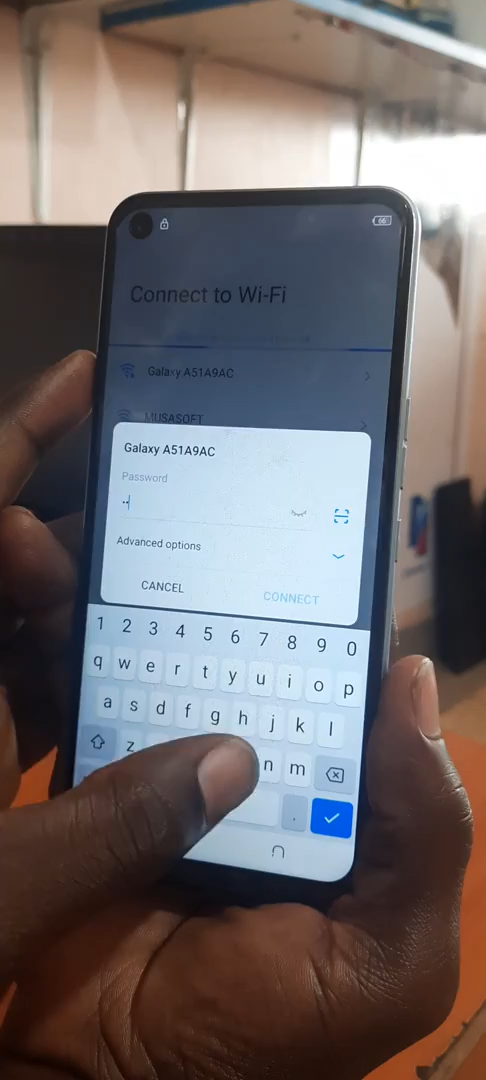 66
Connect to Wi-Fi
Galaxy A51A9AC
MUSASOFT
Galaxy A51A9AC
Password
••
Advanced options
CANCEL
CONNECT
1 2 3 4 5 6 7 8 9 0
q w e r t y u i o p
a s d f g h j k l
z n m
.